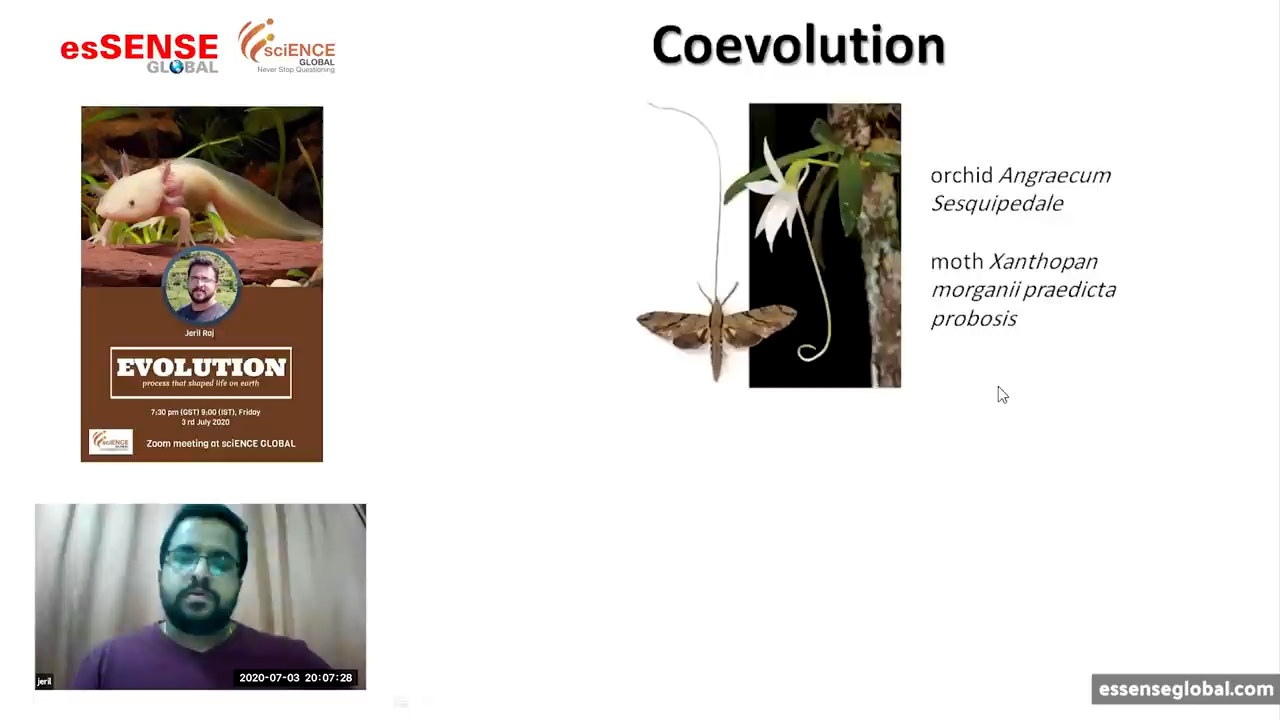 esSENSE
GLOBAL
sciENCE
GLOBAL
Never Stop Questioning
Coevolution
orchid Angraecum
Sesquipedale
moth Xanthopan
morganii praedicta
probosis
Jeril Raj
EVOLUTION
process that shaped life on earth
7:30 pm (GST) 9:00 (IST), Friday
3 rd July 2020
sciENCE
Zoom meeting at sciENCE GLOBAL
jeril
2020-07-03 20:07:28
essenseglobal.com